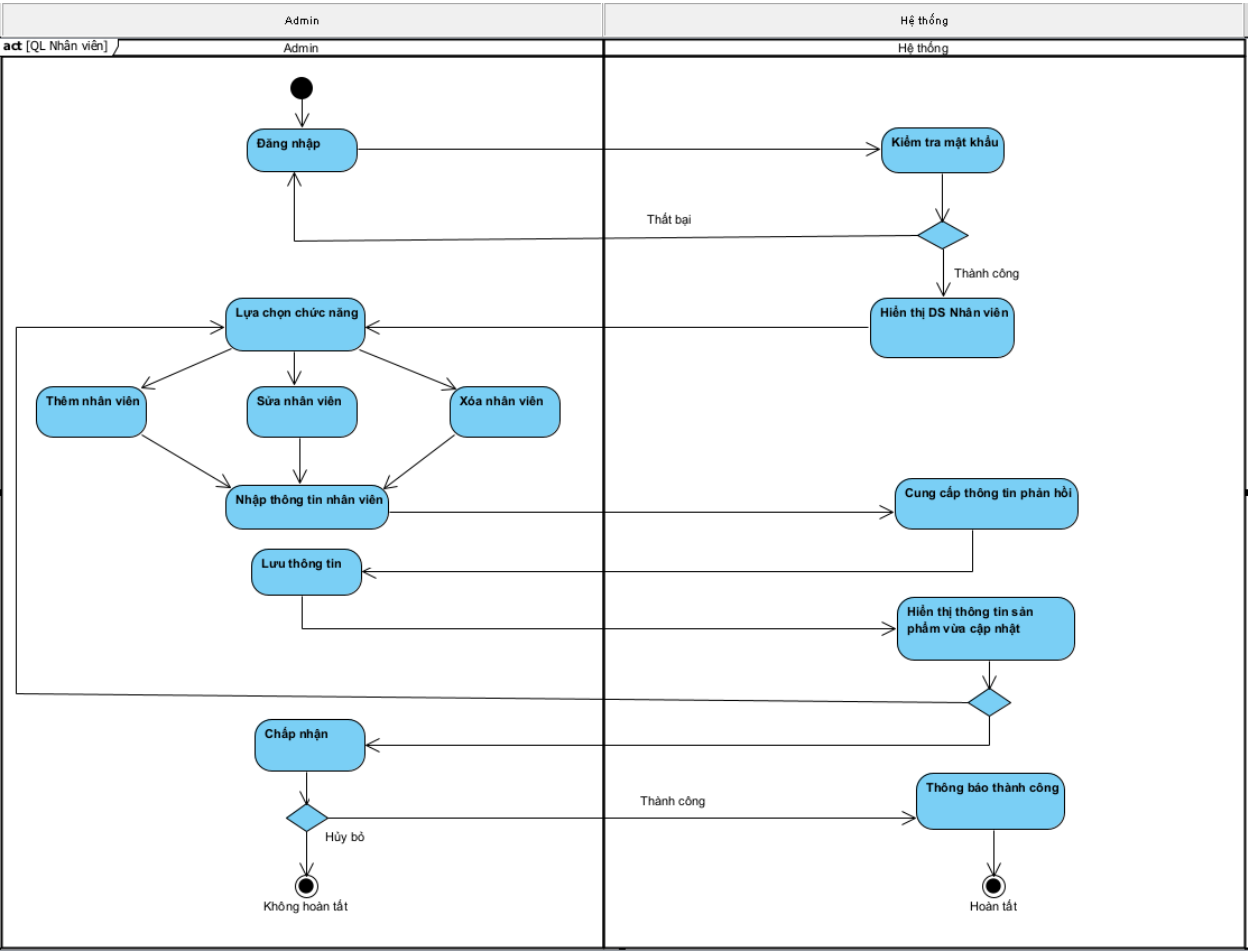 Admin
Hệ thống
act [QL Nhân viên]
Admin
Hệ thống
Đăng nhập
Kiểm tra mật khẩu
Thất bại
Thành công
Lựa chọn chức năng
Hiển thị DS Nhân viên
Thêm nhân viên
Sửa nhân viên
Xóa nhân viên
Nhập thông tin nhân viên
Cung cấp thông tin phản hồi
Lưu thông tin
Hiển thị thông tin sản
phẩm vừa cập nhật
Chấp nhận
Thông báo thành công
Thành công
Hủy bỏ
Không hoàn tất
Hoàn tất